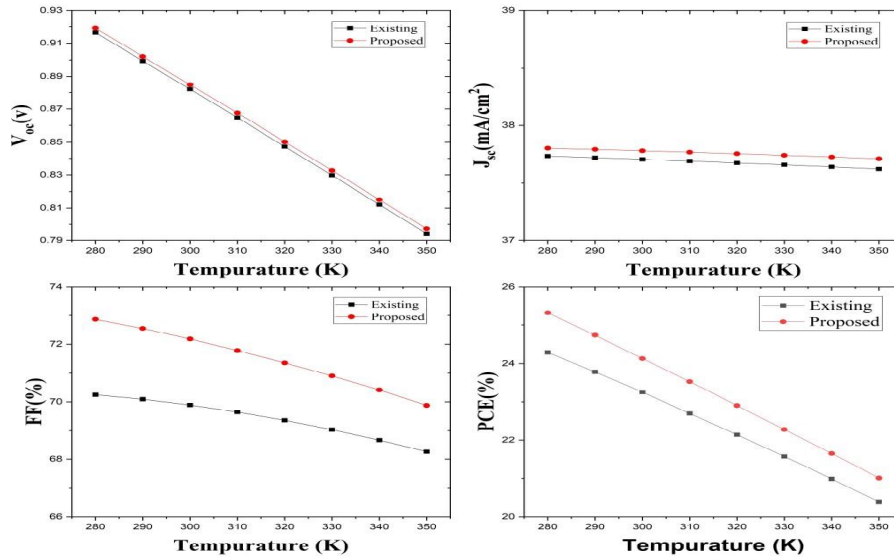 0.93
0.91
0.89
0.87
0.85
0.83
0.81
0.79
V_oc(v)
Existing
Proposed
280 290 300 310 320 330 340 350
Tempurature (K)
39
38
37
J_sc(mA/cm²)
Existing
Proposed
280 290 300 310 320 330 340 350
Tempurature (K)
74
72
70
68
66
FF(%)
Existing
Proposed
280 290 300 310 320 330 340 350
Tempurature (K)
26
24
22
20
PCE(%)
Existing
Proposed
280 290 300 310 320 330 340 350
Tempurature (K)